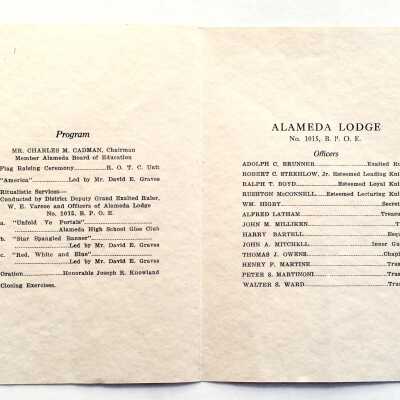 Program
MR. CHARLES M. CADMAN, Chairman
Member Alameda Board of Education
Flag Raising Ceremony R. O. T. C. Unit
"America" Led by Mr. David E. Graves
Ritualistic Services—
Conducted by District Deputy Grand Exalted Ruler,
W. E. Varcoe and Officers of Alameda Lodge
No. 1015, B. P. O. E.
a. "Unfold Ye Portals"
Alameda High School Glee Club
b. "Star Spangled Banner"
Led by Mr. David E. Graves
c. "Red, White and Blue"
Led by Mr. David E. Graves
Oration Honorable Joseph R. Knowland
Closing Exercises.
ALAMEDA LODGE
No. 1015, B. P. O. E.
Officers
ADOLPH C. BRUNNER Exalted Ru
ROBERT C. STREHLOW, Jr. Esteemed Leading Kni
RALPH T. BOYD Esteemed Loyal Kni
RUSHTON McCONNELL Esteemed Lecturing Kni
WM. HIGBY Secret
ALFRED LATHAM Treasu
JOHN M. MILLIKEN T
HARRY BARTELL Esqu
JOHN A. MITCHELL Inner Gua
THOMAS J. OWENS Chapl
HENRY F. MARTINE Trus
PETER S. MARTINONI Trus
WALTER S. WARD Trus